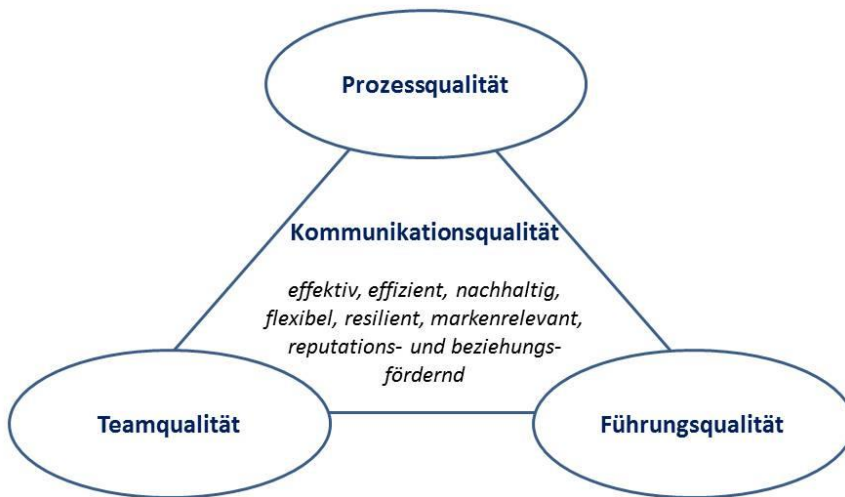 Prozessqualität
Kommunikationsqualität
effektiv, effizient, nachhaltig,
flexibel, resilient, markenrelevant,
reputations- und beziehungs-
fördernd
Teamqualität
Führungsqualität